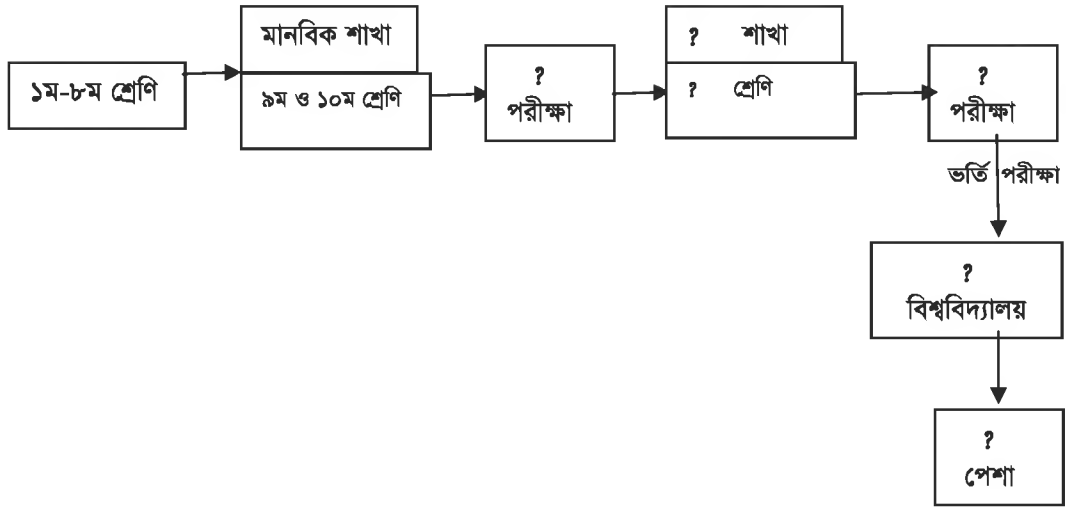 ১ম-৮ম শ্রেণি
মানবিক শাখা
৯ম ও ১০ম শ্রেণি
?
পরীক্ষা
? শাখা
? শ্রেণি
?
পরীক্ষা
ভর্তি পরীক্ষা
?
বিশ্ববিদ্যালয়
?
পেশা